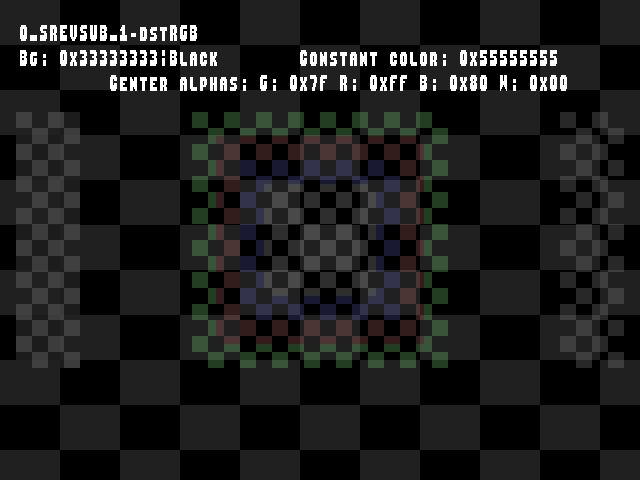 0_SREVSUB_1-dstRGB
Bg: 0x33333333¦Black Constant color: 0x55555555
Center alphas: G: 0x7f R: 0xff B: 0x80 W: 0x00